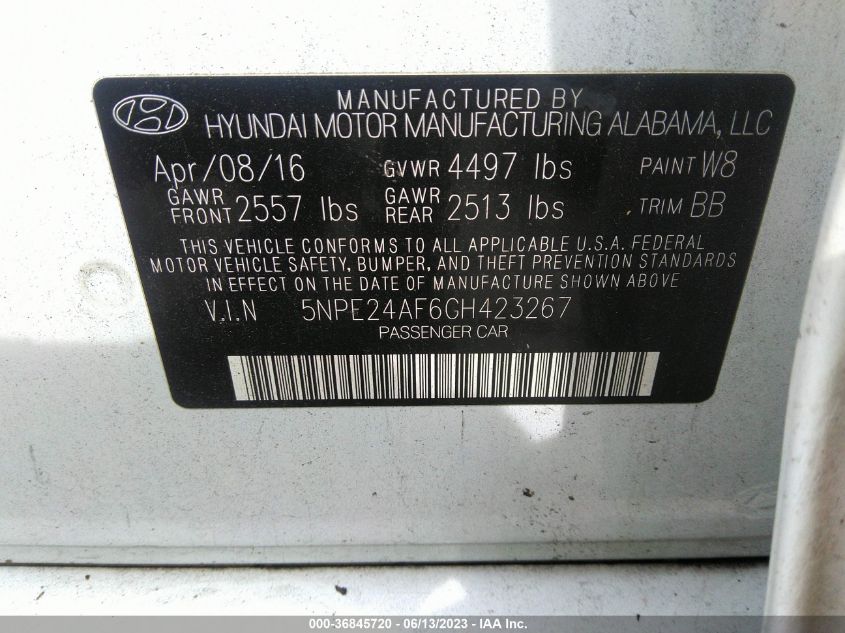 MANUFACTURED BY
HYUNDAI MOTOR MANUFACTURING ALABAMA, LLC
Apr/08/16 GVWR 4497 lbs PAINT W8
GAWR FRONT 2557 lbs GAWR REAR 2513 lbs TRIM BB
THIS VEHICLE CONFORMS TO ALL APPLICABLE U.S.A. FEDERAL
MOTOR VEHICLE SAFETY, BUMPER, AND THEFT PREVENTION STANDARDS
IN EFFECT ON THE DATE OF MANUFACTURE SHOWN ABOVE
V.I.N 5NPE24AF6GH423267
PASSENGER CAR
000-36845720 - 06/13/2023 - IAA Inc.